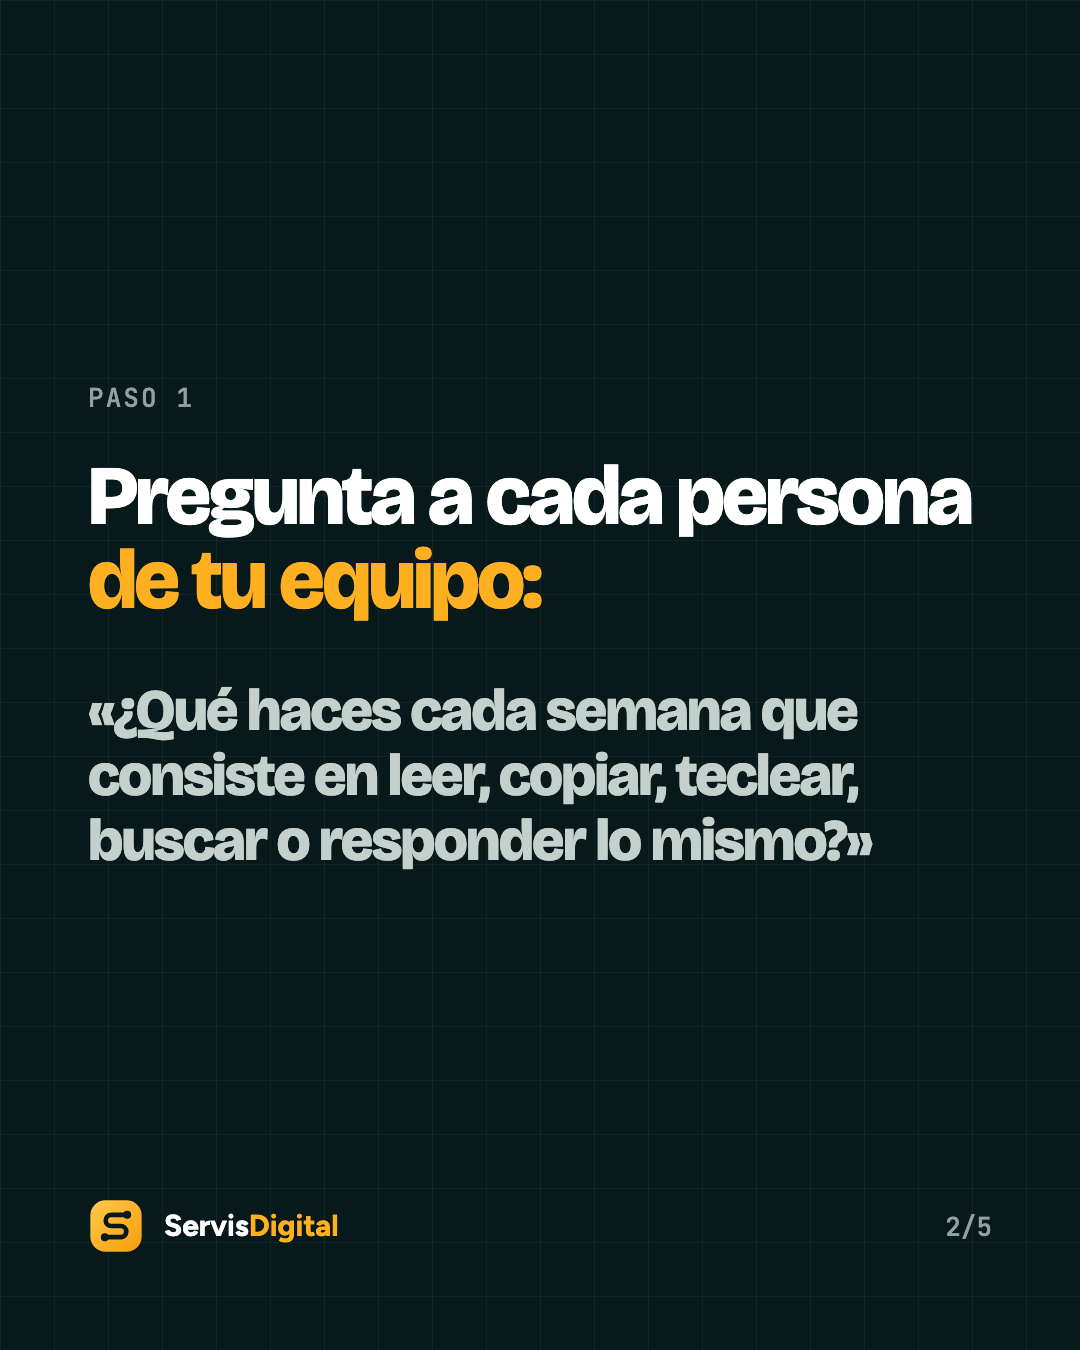 PASO 1
Pregunta a cada persona
de tu equipo:
«¿Qué haces cada semana que
consiste en leer, copiar, teclear,
buscar o responder lo mismo?»
ServisDigital
2/5